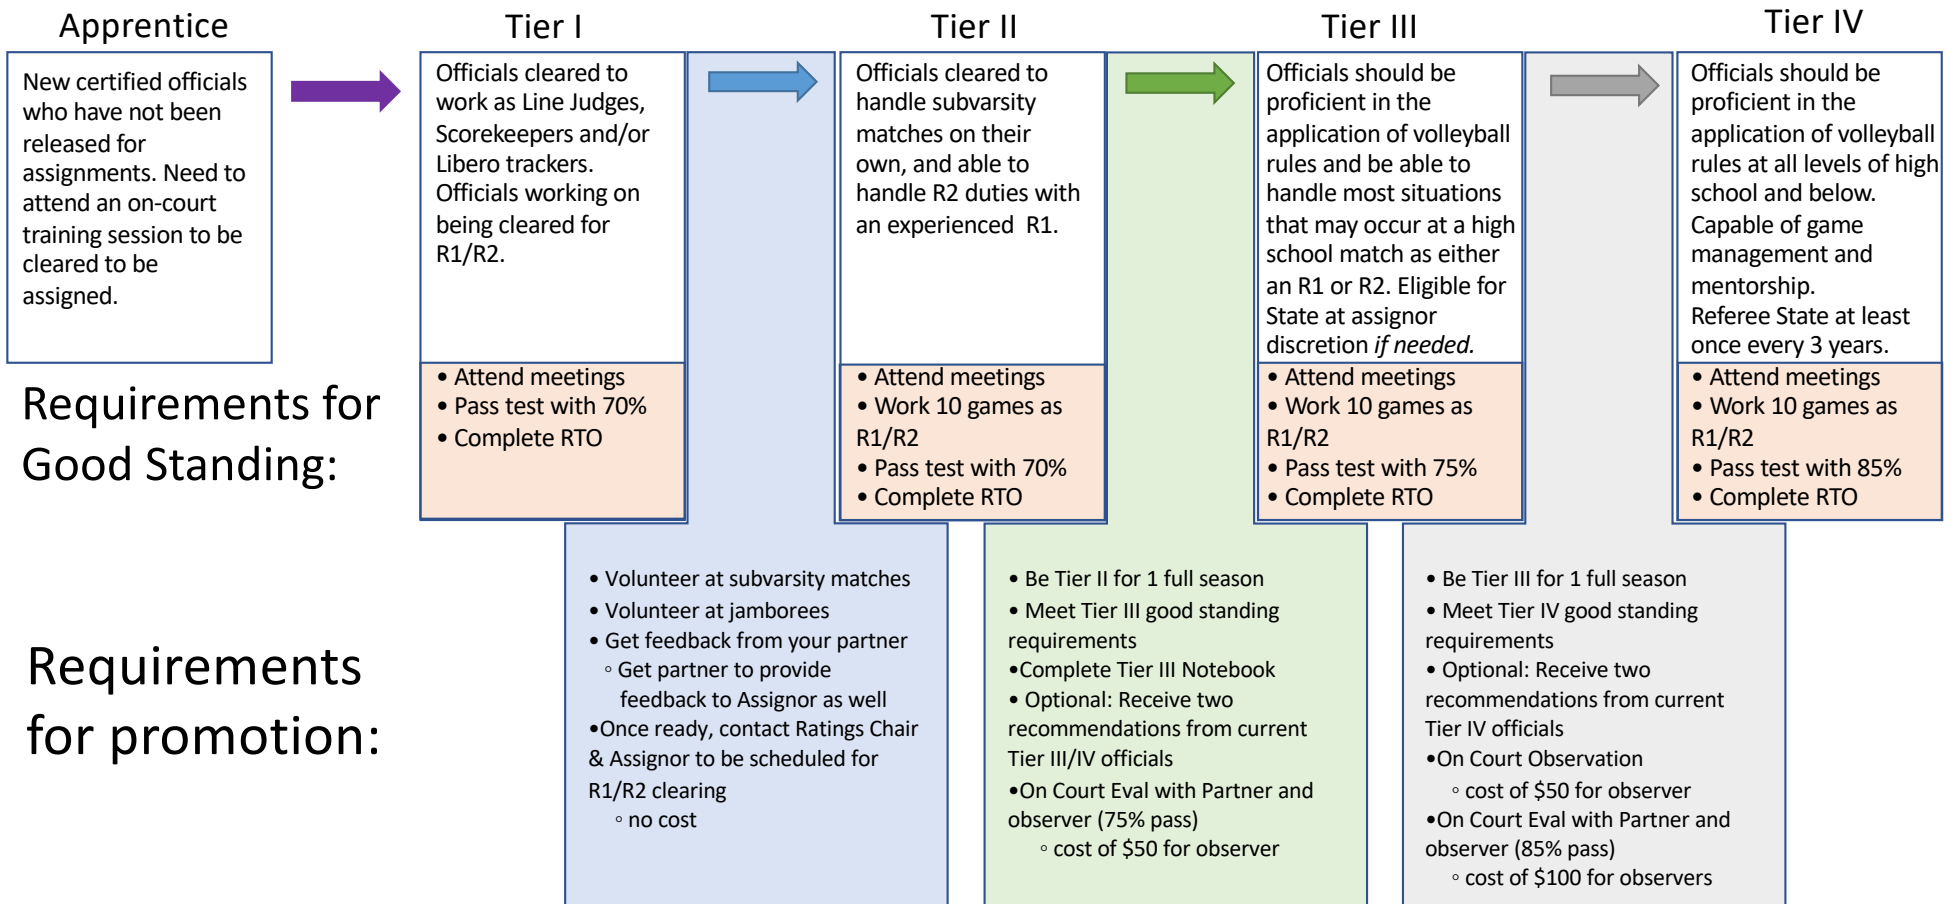 Apprentice
New certified officials
who have not been
released for
assignments. Need to
attend an on-court
training session to be
cleared to be
assigned.
Tier I
Officials cleared to
work as Line Judges,
Scorekeepers and/or
Libero trackers.
Officials working on
being cleared for
R1/R2.
Tier II
Officials cleared to
handle subvarsity
matches on their
own, and able to
handle R2 duties with
an experienced R1.
Tier III
Officials should be
proficient in the
application of volleyball
rules and be able to
handle most situations
that may occur at a high
school match as either
an R1 or R2. Eligible for
State at assignor
discretion if needed.
Tier IV
Officials should be
proficient in the
application of volleyball
rules at all levels of high
school and below.
Capable of game
management and
mentorship.
Referee State at least
once every 3 years.
Requirements for
Good Standing:
• Attend meetings
• Pass test with 70%
• Complete RTO
• Attend meetings
• Work 10 games as
R1/R2
• Pass test with 70%
• Complete RTO
• Attend meetings
• Work 10 games as
R1/R2
• Pass test with 75%
• Complete RTO
• Attend meetings
• Work 10 games as
R1/R2
• Pass test with 85%
• Complete RTO
Requirements
for promotion:
• Volunteer at subvarsity matches
• Volunteer at jamborees
• Get feedback from your partner
◦ Get partner to provide
feedback to Assignor as well
•Once ready, contact Ratings Chair
& Assignor to be scheduled for
R1/R2 clearing
◦ no cost
• Be Tier II for 1 full season
• Meet Tier III good standing
requirements
•Complete Tier III Notebook
• Optional: Receive two
recommendations from current
Tier III/IV officials
•On Court Eval with Partner and
observer (75% pass)
◦ cost of $50 for observer
• Be Tier III for 1 full season
• Meet Tier IV good standing
requirements
• Optional: Receive two
recommendations from current
Tier IV officials
•On Court Observation
◦ cost of $50 for observer
•On Court Eval with Partner and
observer (85% pass)
◦ cost of $100 for observers